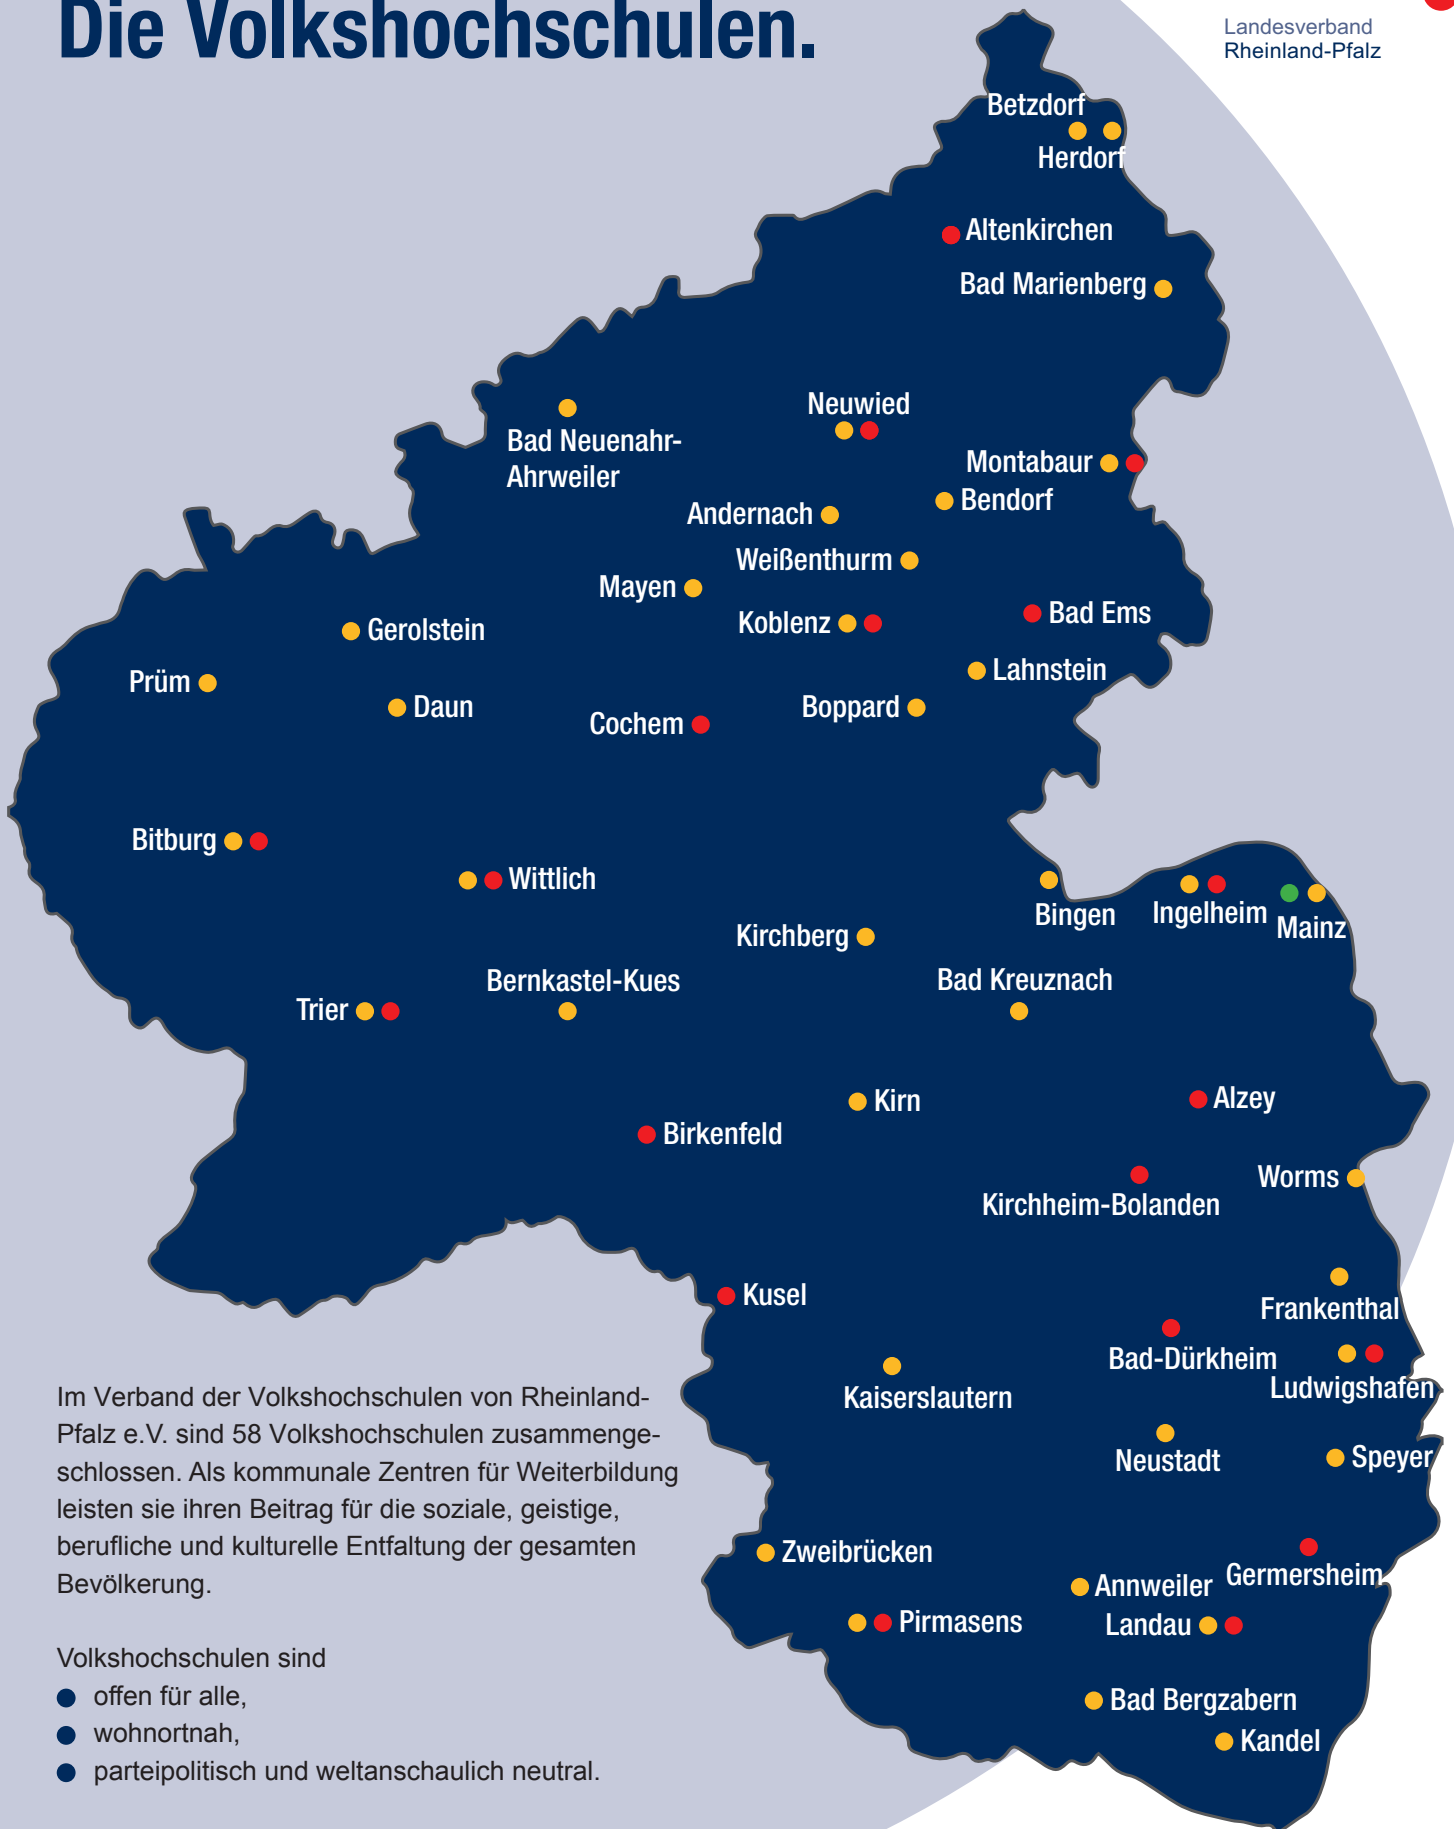 Die Volkshochschulen.
Landesverband
Rheinland-Pfalz
Betzdorf
Herdorf
Altenkirchen
Bad Marienberg
Neuwied
Bad Neuenahr-
Ahrweiler
Montabaur
Bendorf
Andernach
Weißenthurm
Mayen
Koblenz
Bad Ems
Gerolstein
Lahnstein
Prüm
Daun
Boppard
Cochem
Bitburg
Wittlich
Bingen
Ingelheim
Mainz
Kirchberg
Bernkastel-Kues
Bad Kreuznach
Trier
Kirn
Alzey
Birkenfeld
Worms
Kirchheim-Bolanden
Kusel
Frankenthal
Bad-Dürkheim
Ludwigshafen
Kaiserslautern
Neustadt
Speyer
Zweibrücken
Germersheim
Annweiler
Pirmasens
Landau
Bad Bergzabern
Kandel
Im Verband der Volkshochschulen von Rheinland-
Pfalz e.V. sind 58 Volkshochschulen zusammenge-
schlossen. Als kommunale Zentren für Weiterbildung
leisten sie ihren Beitrag für die soziale, geistige,
berufliche und kulturelle Entfaltung der gesamten
Bevölkerung.
Volkshochschulen sind
offen für alle,
wohnortnah,
parteipolitisch und weltanschaulich neutral.